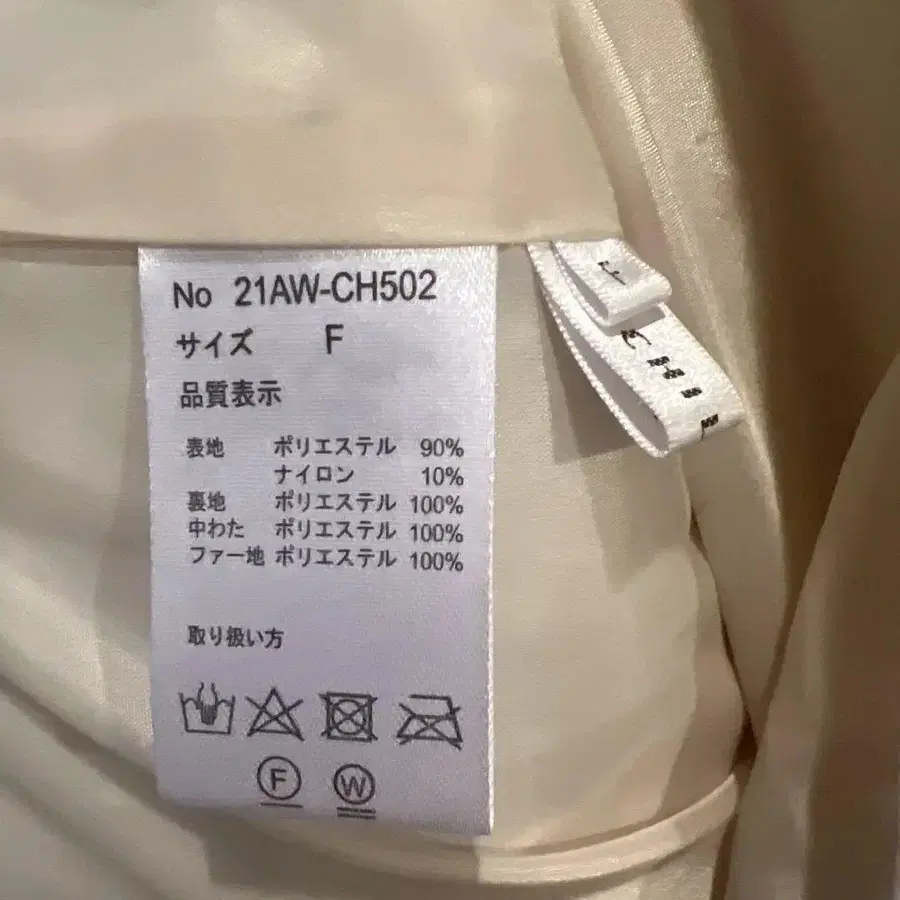 No 21AW-CH502
サイズ F
品質表示
表地 ポリエステル 90%
ナイロン 10%
裏地 ポリエステル 100%
中わた ポリエステル 100%
ファー地 ポリエステル 100%
取り扱い方
F W